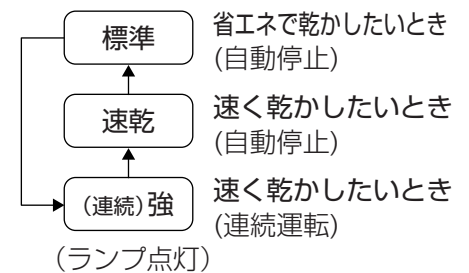 標準
省エネで乾かしたいとき
(自動停止)
速乾
速く乾かしたいとき
(自動停止)
(連続)強
速く乾かしたいとき
(連続運転)
(ランプ点灯)